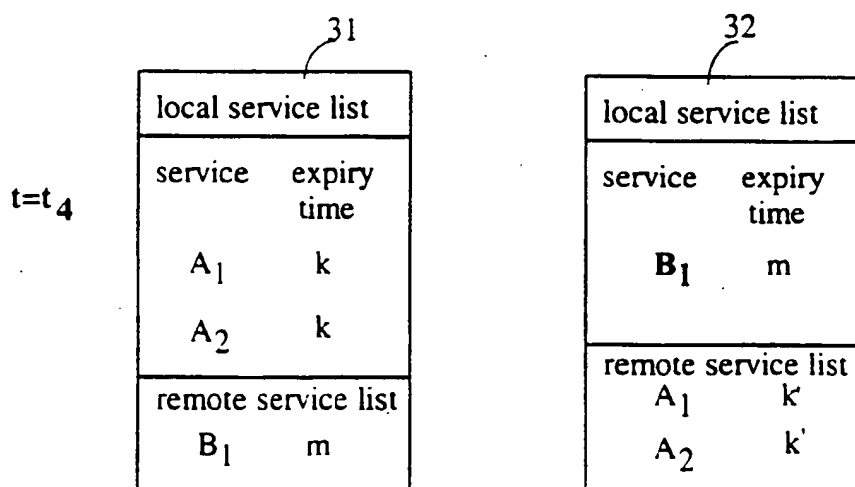 31
local service list
service expiry
time
A1 k
A2 k
remote service list
B1 m
t=t4
32
local service list
service expiry
time
B1 m
remote service list
A1 k'
A2 k'